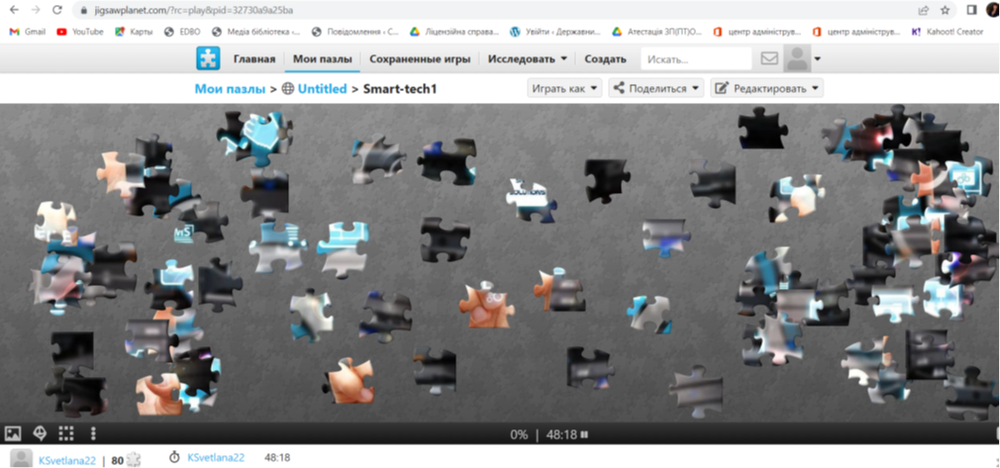 jigsawplanet.com/?rc=play&pid=32730a9a25ba
Gmail YouTube Карты EDBO Медіа бібліотека ‹... Повідомлення ‹ С... Ліцензійна справа... Увійти ‹ Державни... Атестація ЗП(ПТ)О... центр адмініструв... центр адмініструв... K! Kahoot! Creator
Главная Мои пазлы Сохраненные игры Исследовать Создать Искать...
Мои пазлы > Untitled > Smart-tech1 Играть как Поделиться Редактировать
SOLUTIONS
MS
0% | 48:18
KSvetlana22 | 80 KSvetlana22 48:18